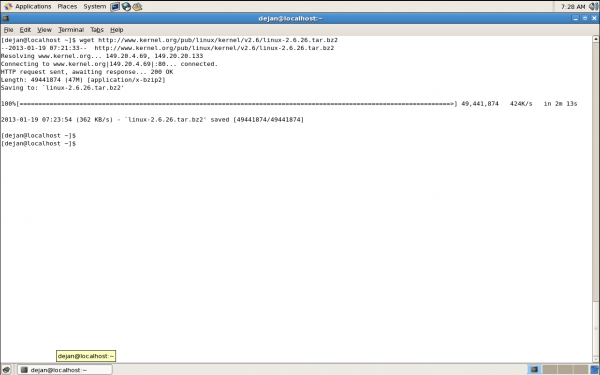 Applications Places System 7:28 AM
dejan@localhost:~
File Edit View Terminal Tabs Help
[dejan@localhost ~]$ wget http://www.kernel.org/pub/linux/kernel/v2.6/linux-2.6.26.tar.bz2
--2013-01-19 07:21:33-- http://www.kernel.org/pub/linux/kernel/v2.6/linux-2.6.26.tar.bz2
Resolving www.kernel.org... 149.20.4.69, 149.20.20.133
Connecting to www.kernel.org|149.20.4.69|:80... connected.
HTTP request sent, awaiting response... 200 OK
Length: 49441874 (47M) [application/x-bzip2]
Saving to: `linux-2.6.26.tar.bz2'
100%[======================================================================================================================>] 49,441,874 424K/s in 2m 13s
2013-01-19 07:23:54 (362 KB/s) - `linux-2.6.26.tar.bz2' saved [49441874/49441874]
[dejan@localhost ~]$
[dejan@localhost ~]$
dejan@localhost:~
dejan@localhost:~